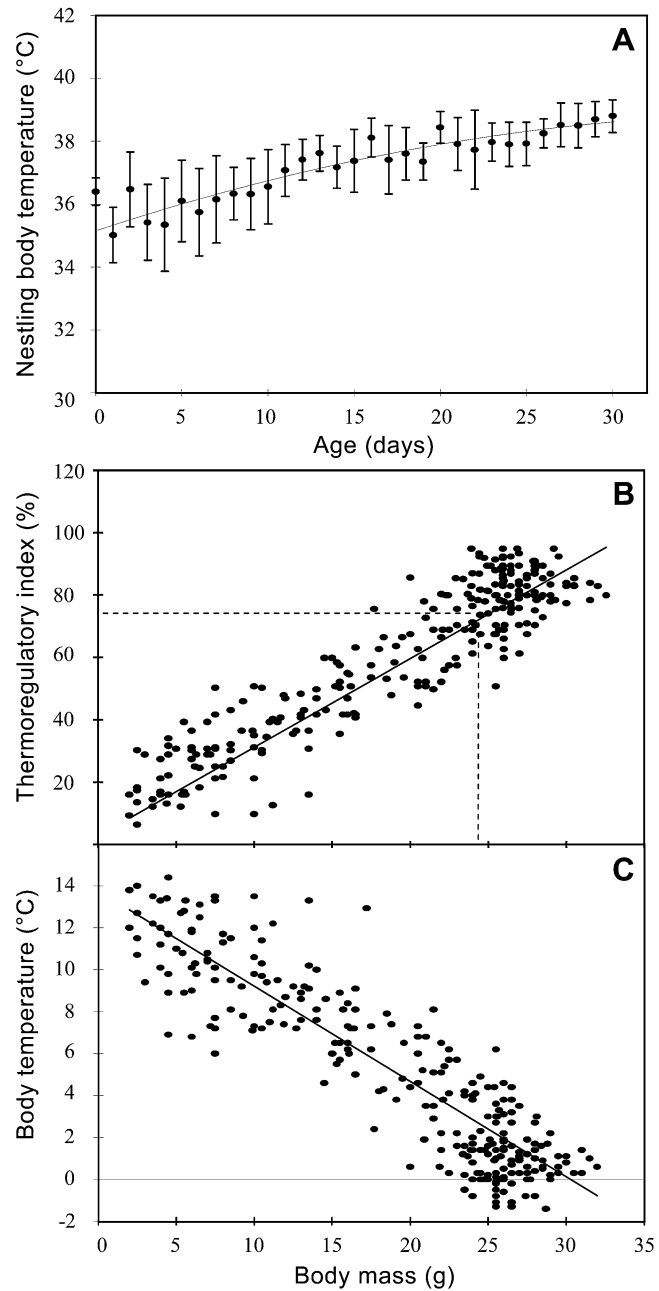 A
Nestling body temperature (°C)
42
40
38
36
34
32
30
0 5 10 15 20 25 30
Age (days)
B
Thermoregulatory index (%)
120
100
80
60
40
20
C
Body temperature (°C)
14
12
10
8
6
4
2
0
-2
0 5 10 15 20 25 30 35
Body mass (g)